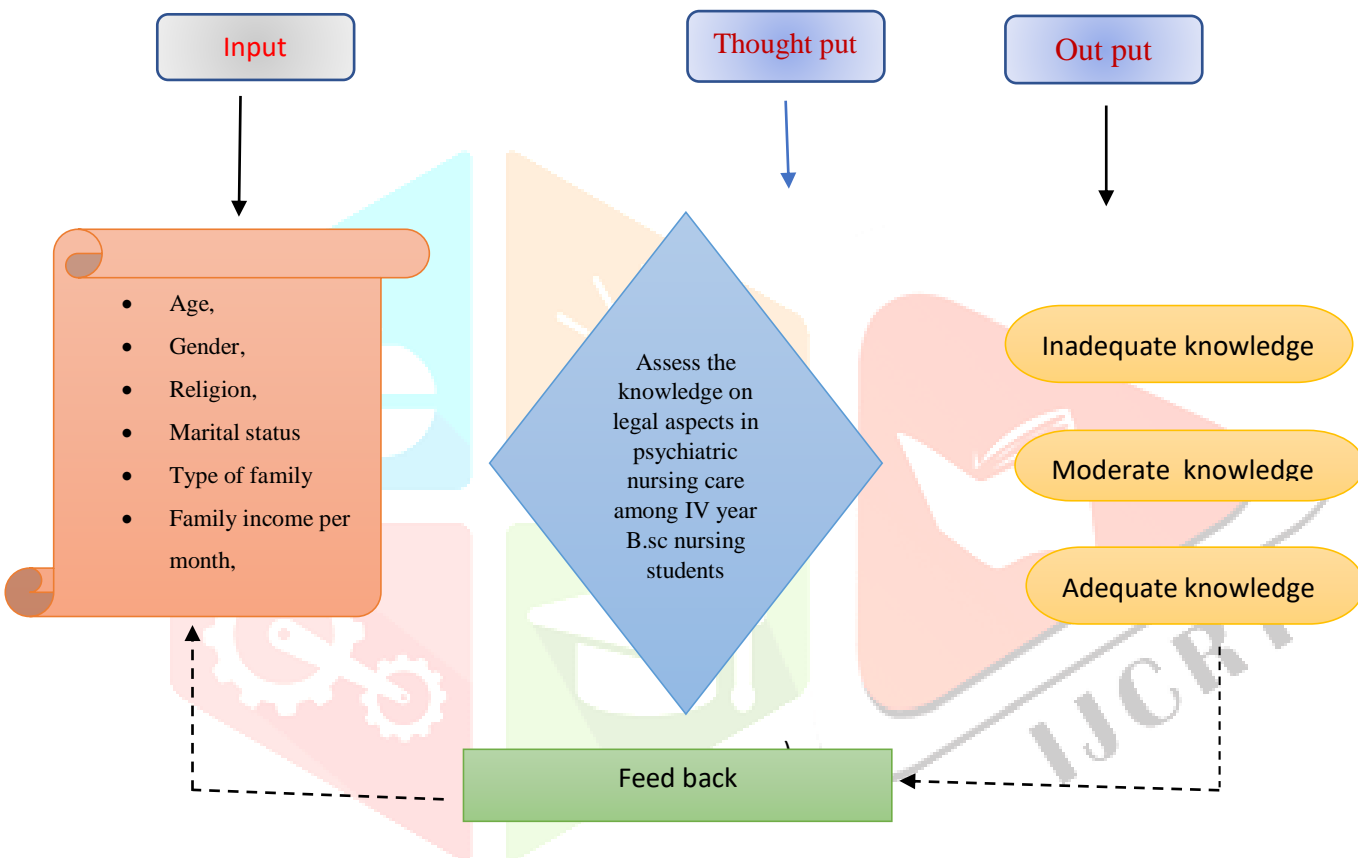 Input
Thought put
Out put
• Age,
• Gender,
• Religion,
• Marital status
• Type of family
• Family income per
month,
Assess the
knowledge on
legal aspects in
psychiatric
nursing care
among IV year
B.sc nursing
students
Inadequate knowledge
Moderate knowledge
Adequate knowledge
Feed back
IJCRT